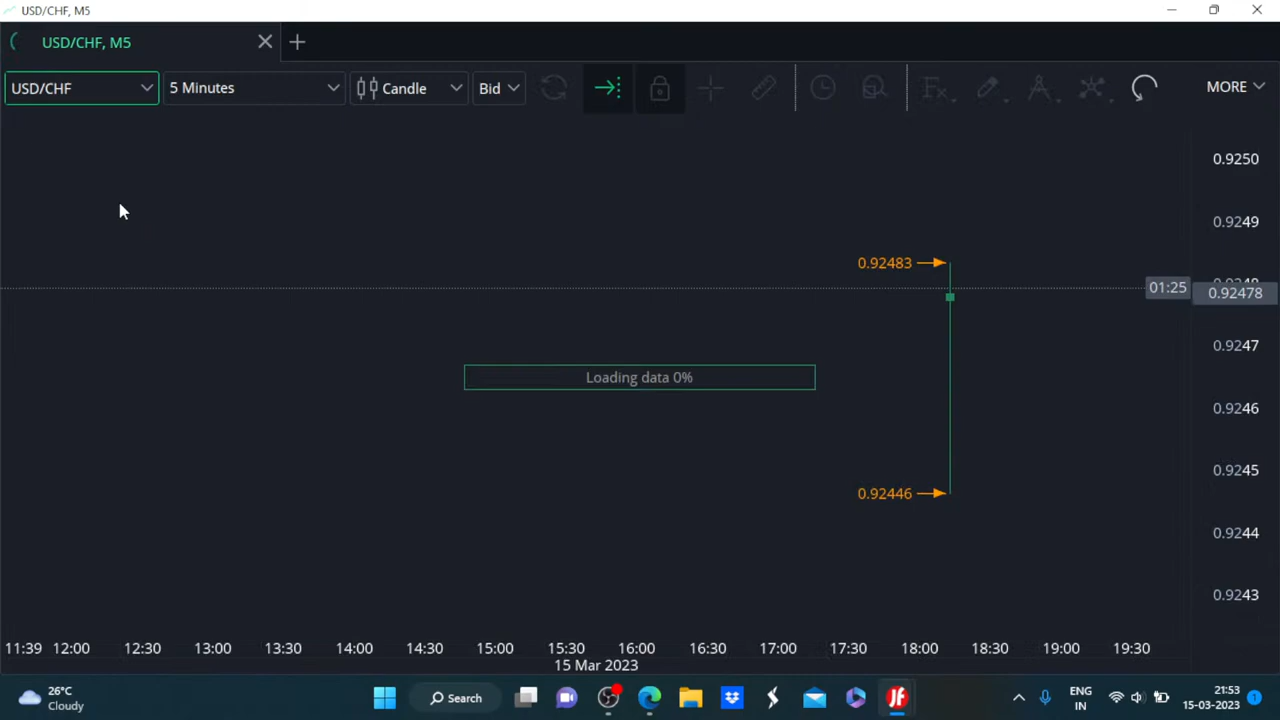 USD/CHF, M5
USD/CHF, M5
USD/CHF
5 Minutes
Candle
Bid
MORE
0.9250
0.9249
0.92483
01:25
0.92478
0.9247
Loading data 0%
0.9246
0.9245
0.92446
0.9244
0.9243
11:39 12:00 12:30 13:00 13:30 14:00 14:30 15:00 15:30 16:00 16:30 17:00 17:30 18:00 18:30 19:00 19:30
15 Mar 2023
26°C
Cloudy
Search
ENG
IN
21:53
15-03-2023
1